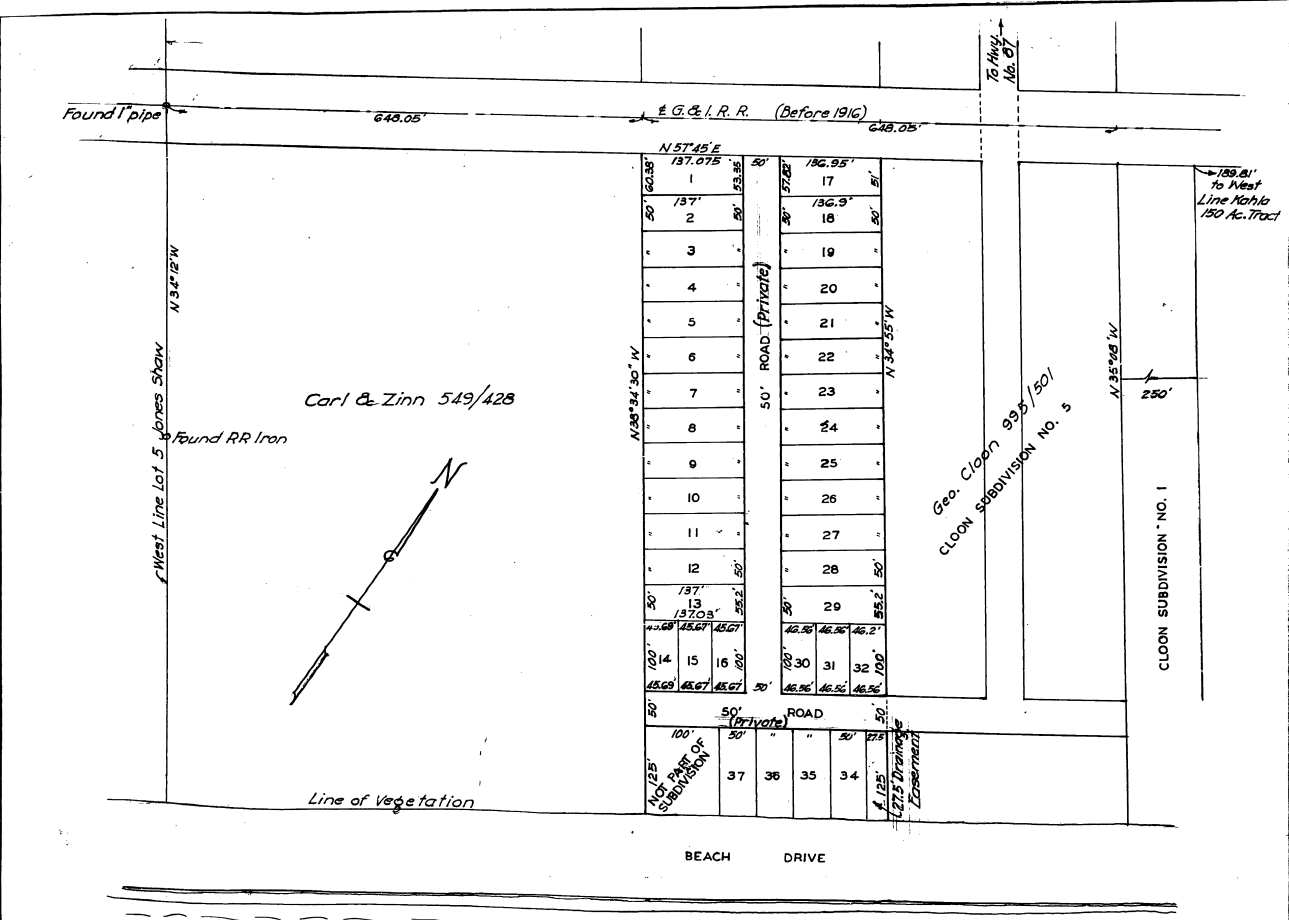 To Hwy.
No. 87
Found 1" pipe
648.05'
℄ G. & I. R. R. (Before 1916)
648.05'
N 57°45' E
139.81'
to West
Line Kahla
150 Ac. Tract
60.38' 137.075 53.35 50' 57.82' 136.95' 51'
1 17
50' 137' 50' 50' 136.9' 50'
2 18
" 3 " " 19 "
" 4 " " 20 "
" 5 " " 21 "
" 6 " " 22 "
" 7 " " 23 "
" 8 " " 24 "
" 9 " " 25 "
" 10 " " 26 "
" 11 " " 27 "
" 12 50' " 28 50'
137'
50' 13 55.2' 50' 29 55.2'
137.03'
45.67' 45.67' 46.56' 46.56' 46.2'
100' 14 15 16 100' 100' 30 31 32 100'
45.69' 45.67' 45.67' 50' 46.56' 46.56' 46.56'
50' 50' ROAD 50'
(Private)
100' 50' " " 50' 27.5
125' 37 36 35 34 125'
NOT PART OF
SUBDIVISION
27.5' Drainage
Easement
50' ROAD (Private)
N 34°12' W
West Line Lot 5 Jones Shaw
Found RR Iron
Carl & Zinn 549/428
N
N 38°34'30" W
N 34°55' W
Geo. Cloon 995/501
CLOON SUBDIVISION NO. 5
N 35°08' W
250'
CLOON SUBDIVISION NO. 1
Line of Vegetation
BEACH DRIVE